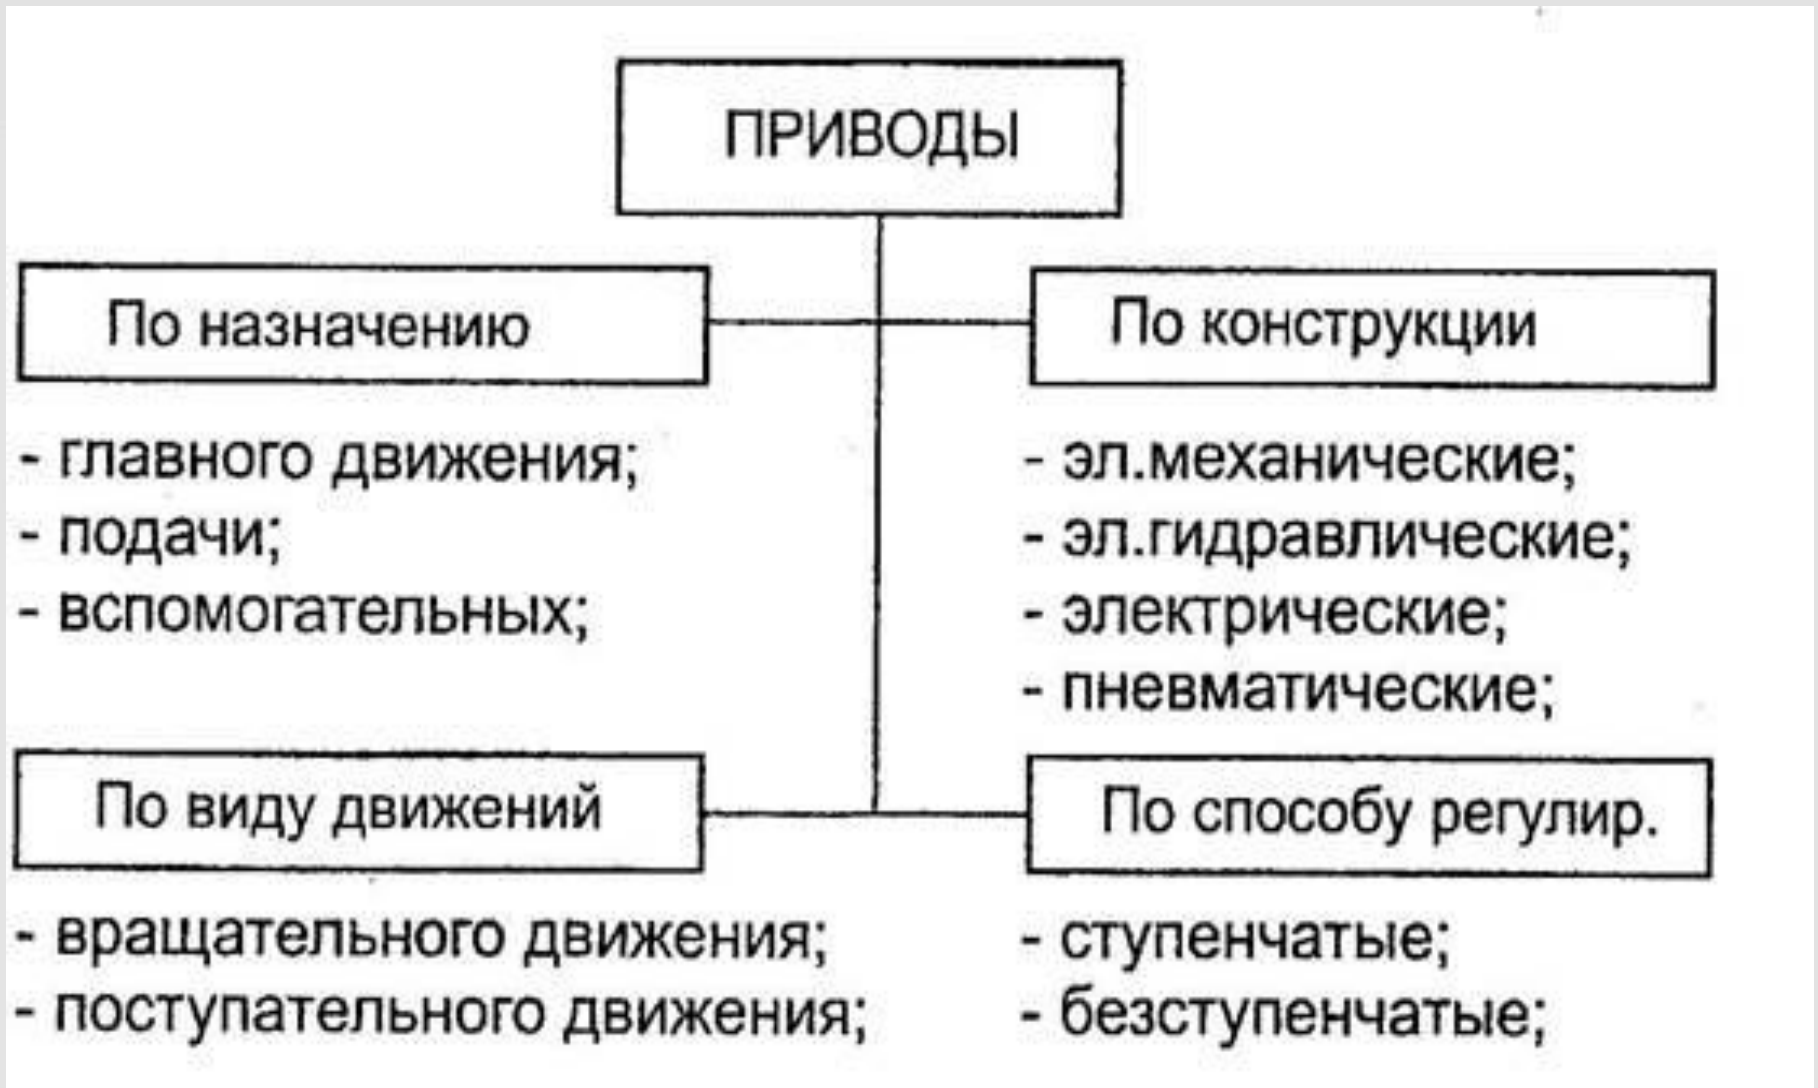 ПРИВОДЫ
По назначению
- главного движения;
- подачи;
- вспомогательных;
По конструкции
- эл.механические;
- эл.гидравлические;
- электрические;
- пневматические;
По виду движений
- вращательного движения;
- поступательного движения;
По способу регулир.
- ступенчатые;
- безступенчатые;